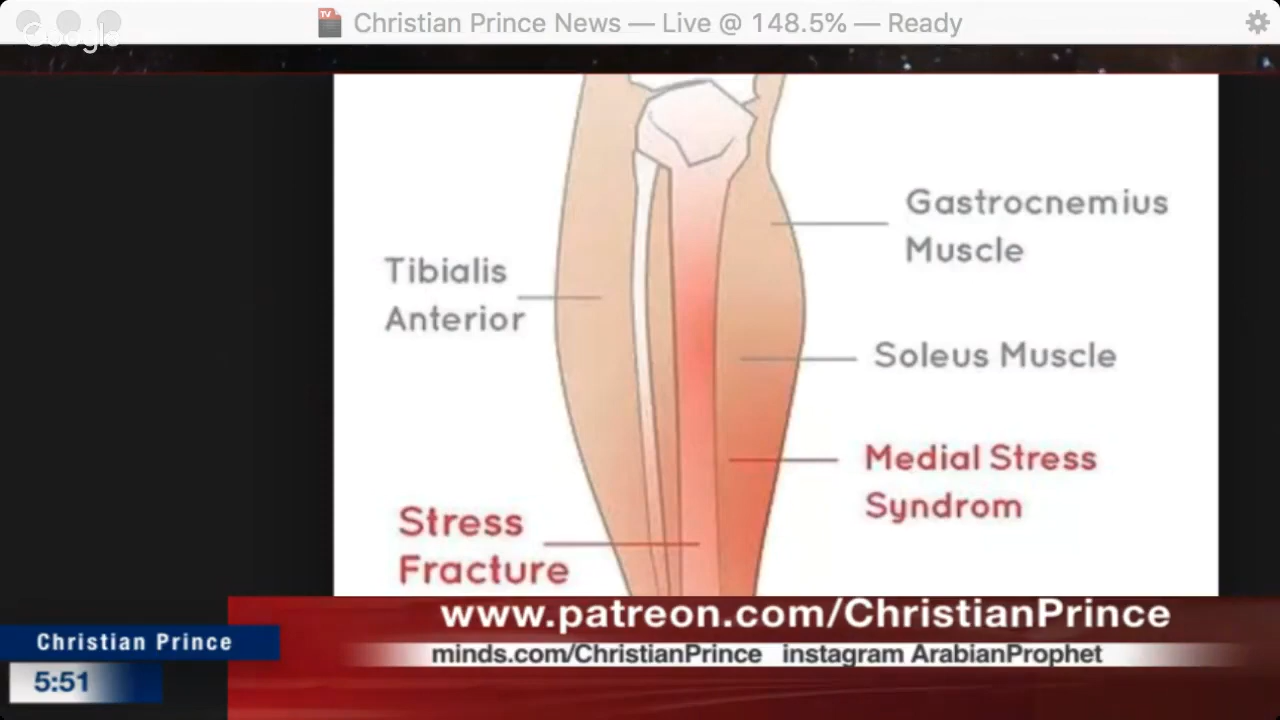 Christian Prince News — Live @ 148.5% — Ready
Google
Gastrocnemius
Muscle
Tibialis
Anterior
Soleus Muscle
Medial Stress
Syndrom
Stress
Fracture
www.patreon.com/ChristianPrince
Christian Prince
minds.com/ChristianPrince instagram ArabianProphet
5:51